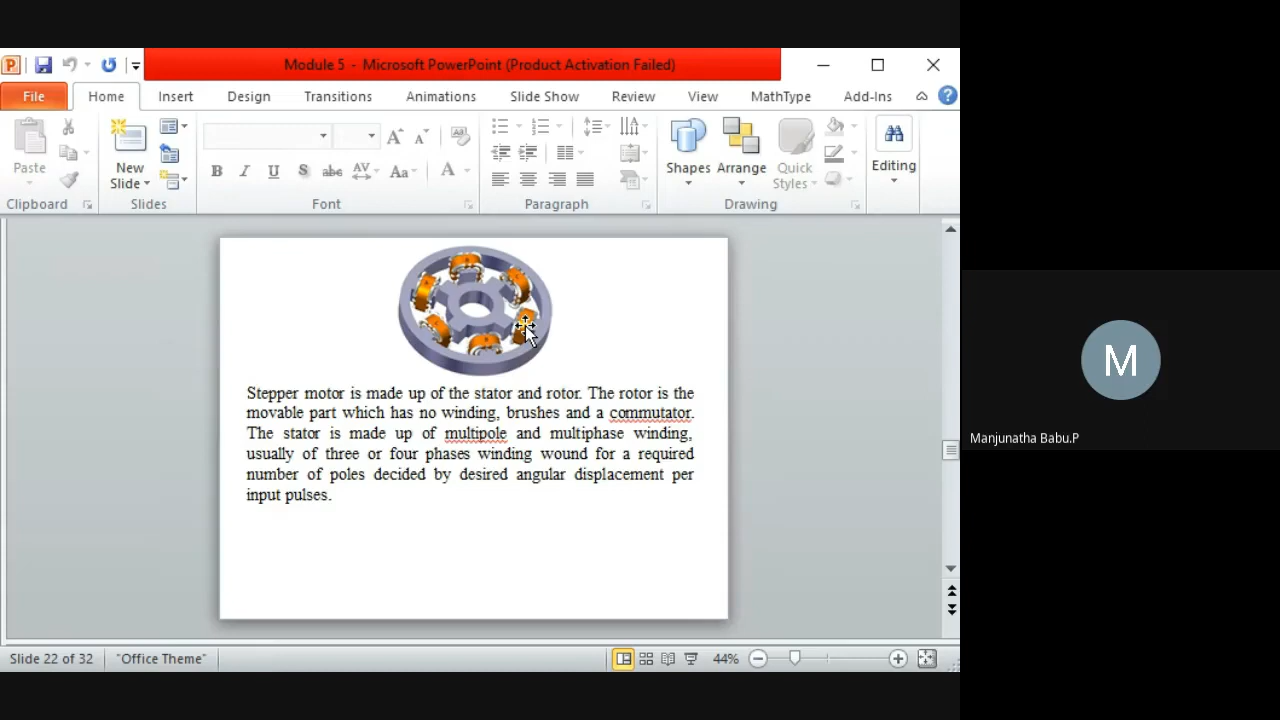 Module 5 - Microsoft PowerPoint (Product Activation Failed)
File Home Insert Design Transitions Animations Slide Show Review View MathType Add-Ins
Paste
New Slide
Shapes Arrange Quick Styles
Editing
Clipboard Slides Font Paragraph Drawing
Stepper motor is made up of the stator and rotor. The rotor is the
movable part which has no winding, brushes and a commutator.
The stator is made up of multipole and multiphase winding,
usually of three or four phases winding wound for a required
number of poles decided by desired angular displacement per
input pulses.
Slide 22 of 32 "Office Theme" 44%
M
Manjunatha Babu.P